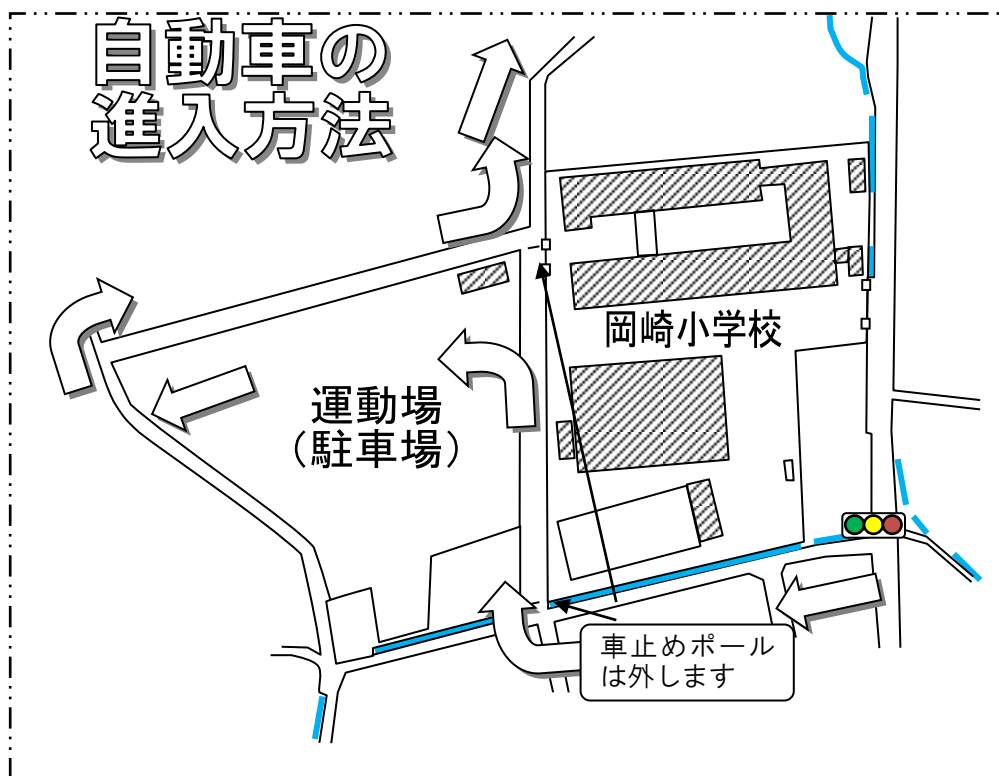 自動車の
進入方法
岡崎小学校
運動場
（駐車場）
車止めポール
は外します